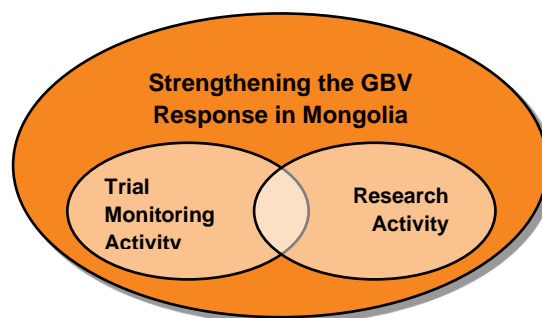 Strengthening the GBV
Response in Mongolia
Trial
Monitoring
Activity
Research
Activity